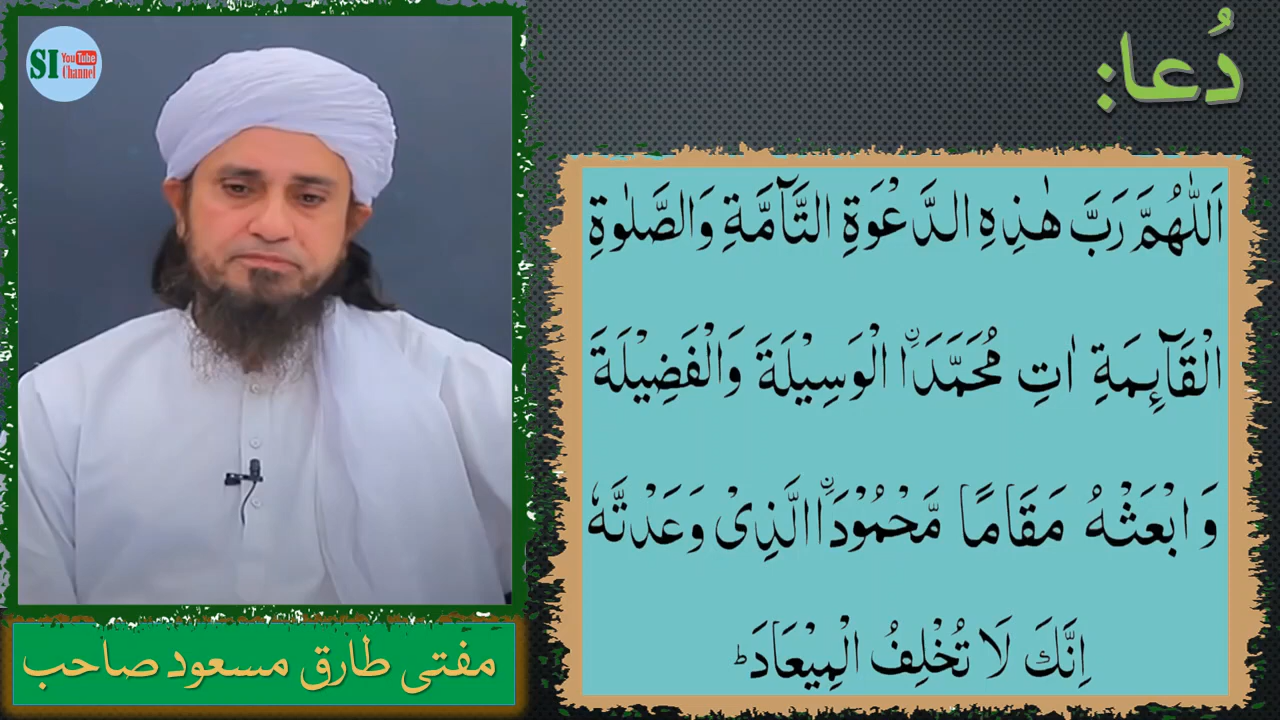 SI YouTube Channel
دُعا:
اَللّٰهُمَّ رَبَّ هٰذِهِ الدَّعْوَةِ التَّآمَّةِ وَالصَّلٰوةِ
الْقَآئِمَةِ اٰتِ مُحَمَّدَاۨ الْوَسِيْلَةَ وَالْفَضِيْلَةَ
وَ ابْعَثْهُ مَقَامًا مَّحْمُوْدَاۨ الَّذِىْ وَعَدْتَّهٗ
اِنَّكَ لَا تُخْلِفُ الْمِيْعَادَؕ
مفتی طارق مسعود صاحب